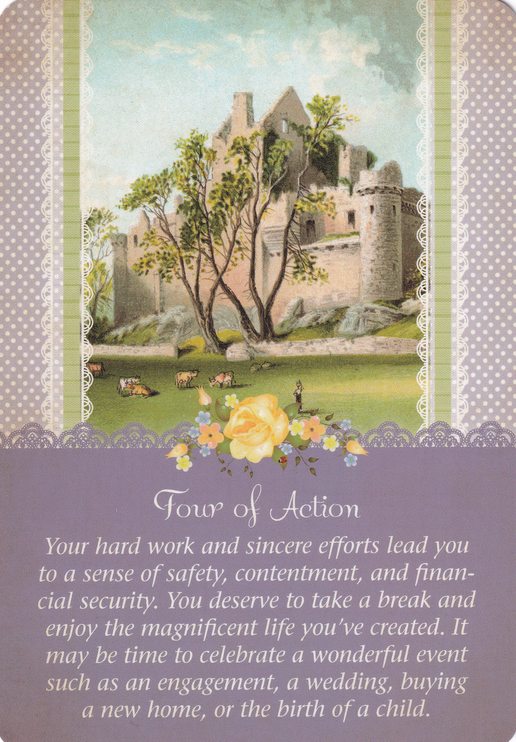 Four of Action
Your hard work and sincere efforts lead you
to a sense of safety, contentment, and finan-
cial security. You deserve to take a break and
enjoy the magnificent life you've created. It
may be time to celebrate a wonderful event
such as an engagement, a wedding, buying
a new home, or the birth of a child.